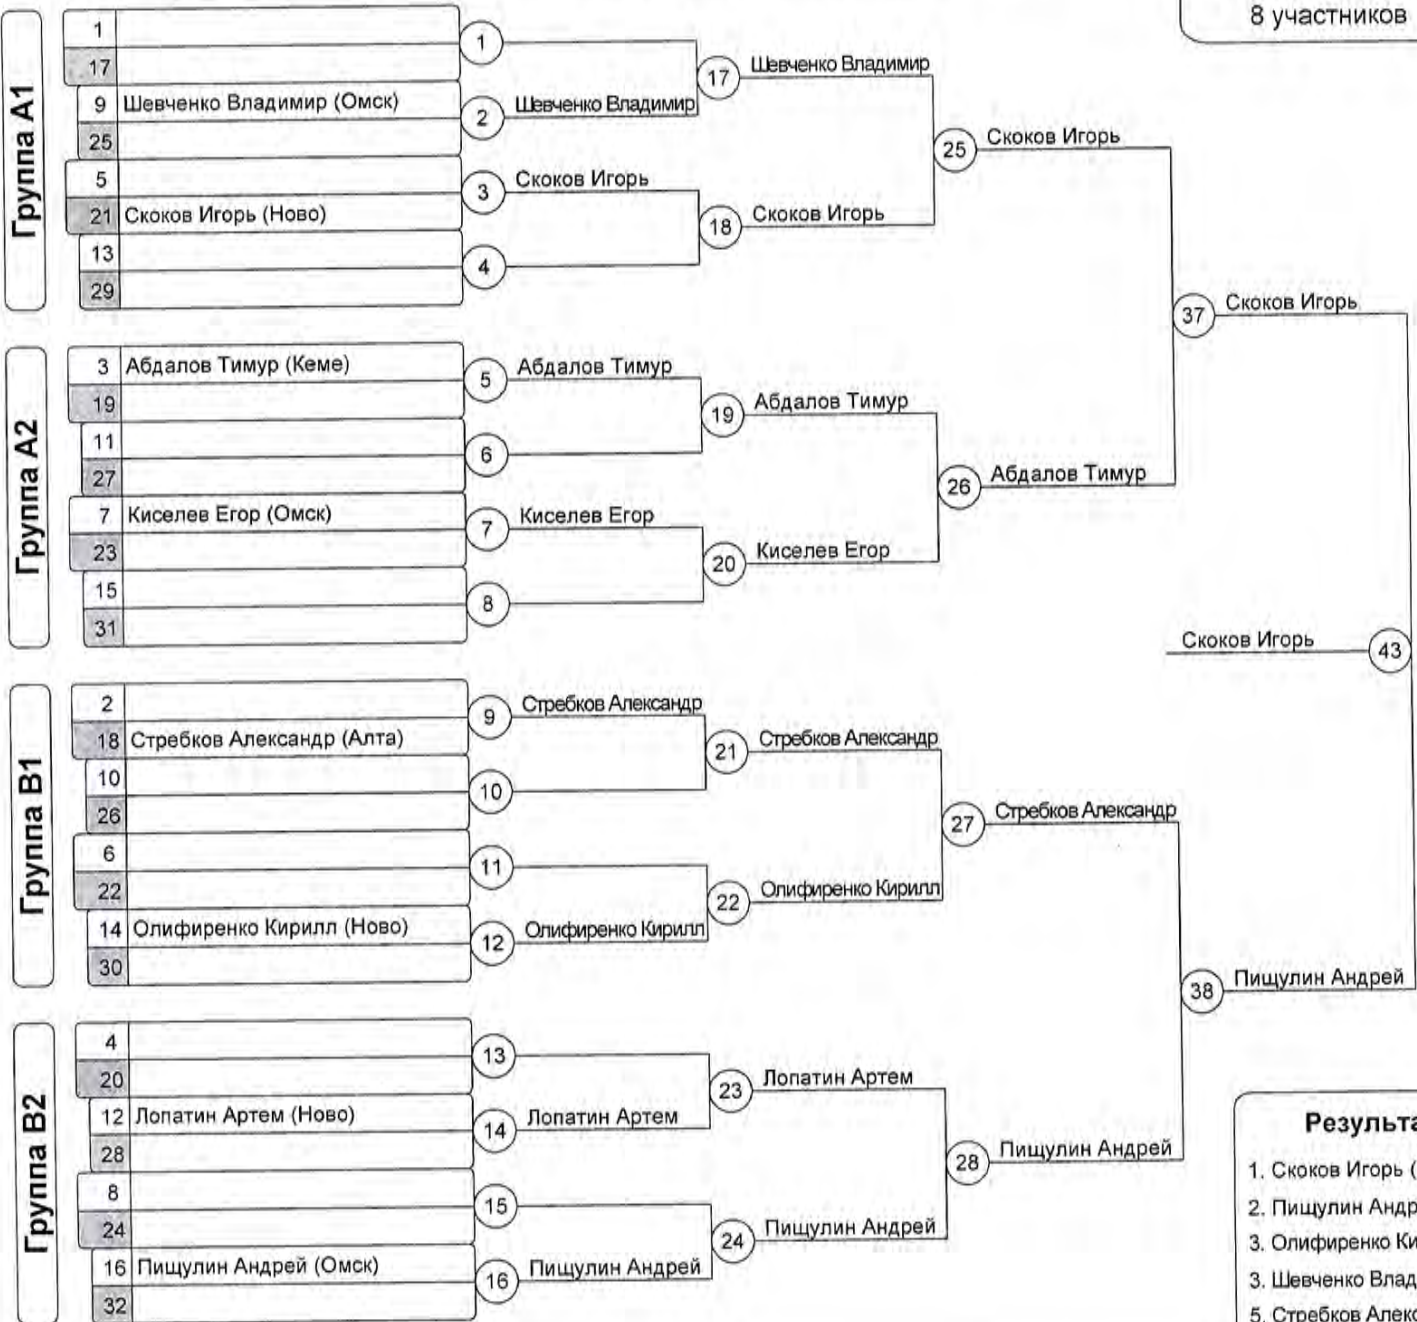 8 участников
Группа A1
1
17
9 Шевченко Владимир (Омск)
25
5
21 Скоков Игорь (Ново)
13
29
1
2 Шевченко Владимир
3 Скоков Игорь
4
17 Шевченко Владимир
18 Скоков Игорь
25 Скоков Игорь
Группа A2
3 Абдалов Тимур (Кеме)
19
11
27
7 Киселев Егор (Омск)
23
15
31
5 Абдалов Тимур
6
7 Киселев Егор
8
19 Абдалов Тимур
20 Киселев Егор
26 Абдалов Тимур
37 Скоков Игорь
Скоков Игорь 43
Группа B1
2
18 Стребков Александр (Алта)
10
26
6
22
14 Олифиренко Кирилл (Ново)
30
9 Стребков Александр
10
11
12 Олифиренко Кирилл
21 Стребков Александр
22 Олифиренко Кирилл
27 Стребков Александр
Группа B2
4
20
12 Лопатин Артем (Ново)
28
8
24
16 Пищулин Андрей (Омск)
32
13
14 Лопатин Артем
15
16 Пищулин Андрей
23 Лопатин Артем
24 Пищулин Андрей
28 Пищулин Андрей
38 Пищулин Андрей
Результа
1. Скоков Игорь (
2. Пищулин Андр
3. Олифиренко Ки
3. Шевченко Влад
5. Стребков Алекс